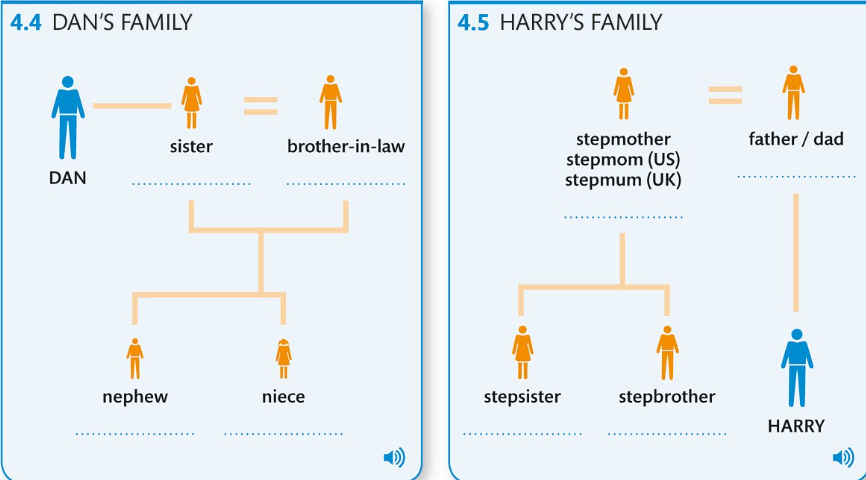 4.4 DAN'S FAMILY
sister
brother-in-law
DAN
nephew
niece
4.5 HARRY'S FAMILY
stepmother
stepmom (US)
stepmum (UK)
father / dad
stepsister
stepbrother
HARRY